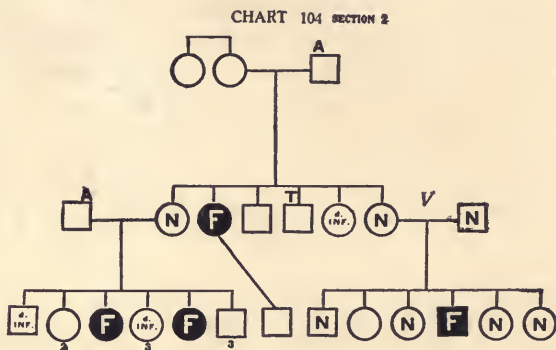 CHART 104 SECTION 2
A
A N F T d. INF. N V N
d. INF. F d. INF. F N N F N N
2 3 3